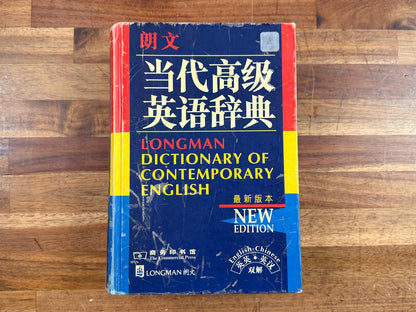 朗文
当代高级
英语辞典
LONGMAN
DICTIONARY OF
CONTEMPORARY
ENGLISH
最新版本
NEW
EDITION
English-Chinese
英英·英汉
双解
商务印书馆
The Commercial Press
LONGMAN 朗文